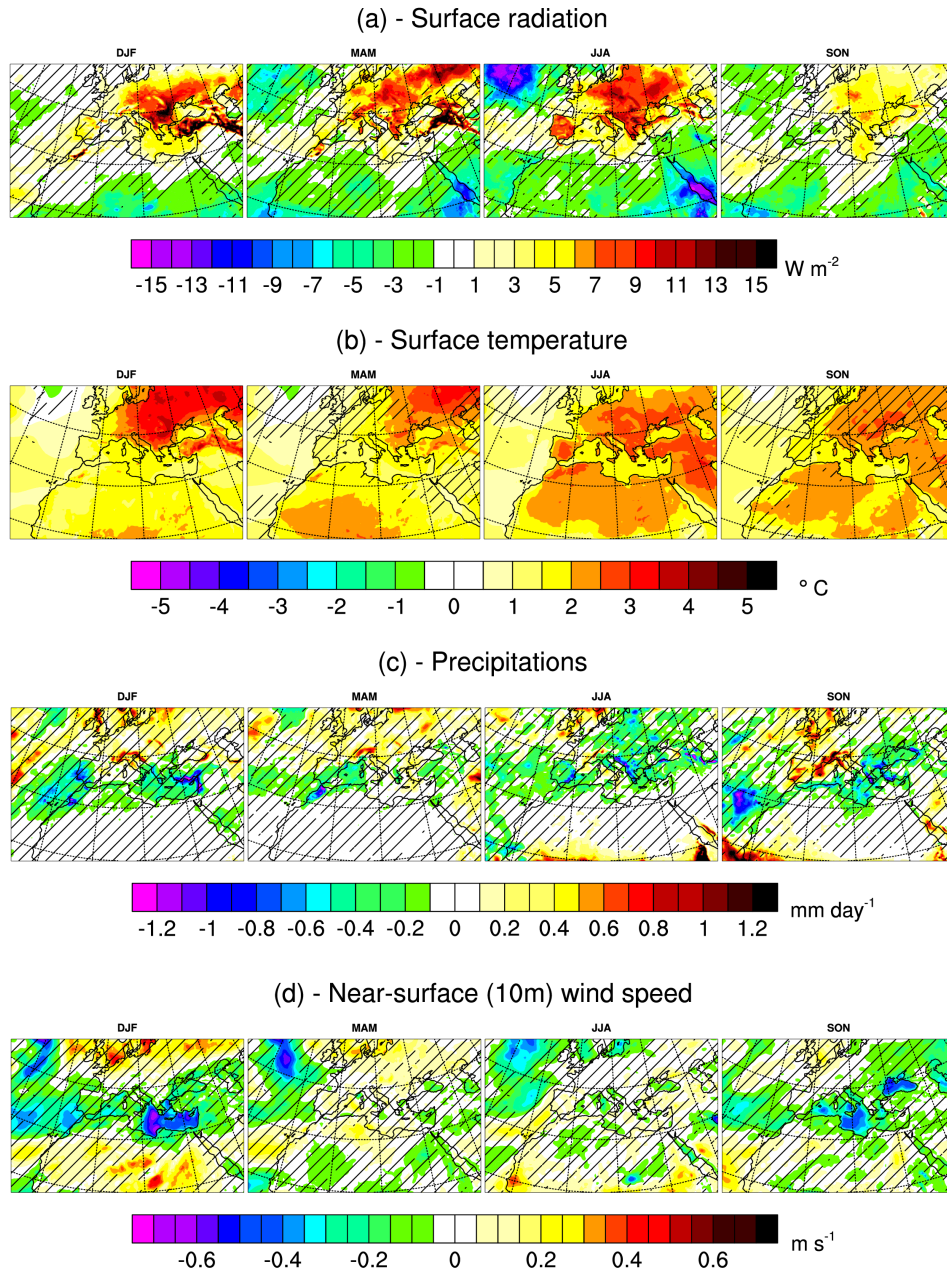 (a) - Surface radiation
DJF MAM JJA SON
-15 -13 -11 -9 -7 -5 -3 -1 1 3 5 7 9 11 13 15 W m-2
(b) - Surface temperature
DJF MAM JJA SON
-5 -4 -3 -2 -1 0 1 2 3 4 5 ° C
(c) - Precipitations
DJF MAM JJA SON
-1.2 -1 -0.8 -0.6 -0.4 -0.2 0 0.2 0.4 0.6 0.8 1 1.2 mm day-1
(d) - Near-surface (10m) wind speed
DJF MAM JJA SON
-0.6 -0.4 -0.2 0 0.2 0.4 0.6 m s-1